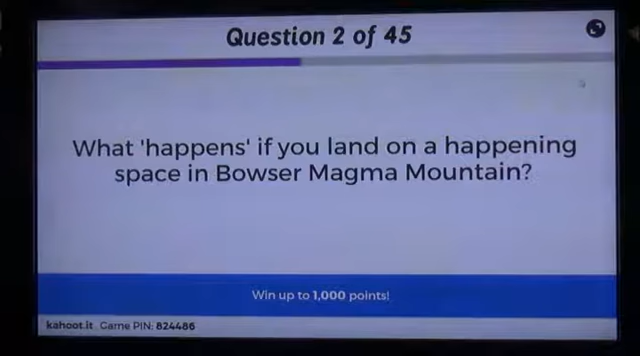 Question 2 of 45
What 'happens' if you land on a happening
space in Bowser Magma Mountain?
Win up to 1,000 points!
kahoot.it Game PIN: 824486